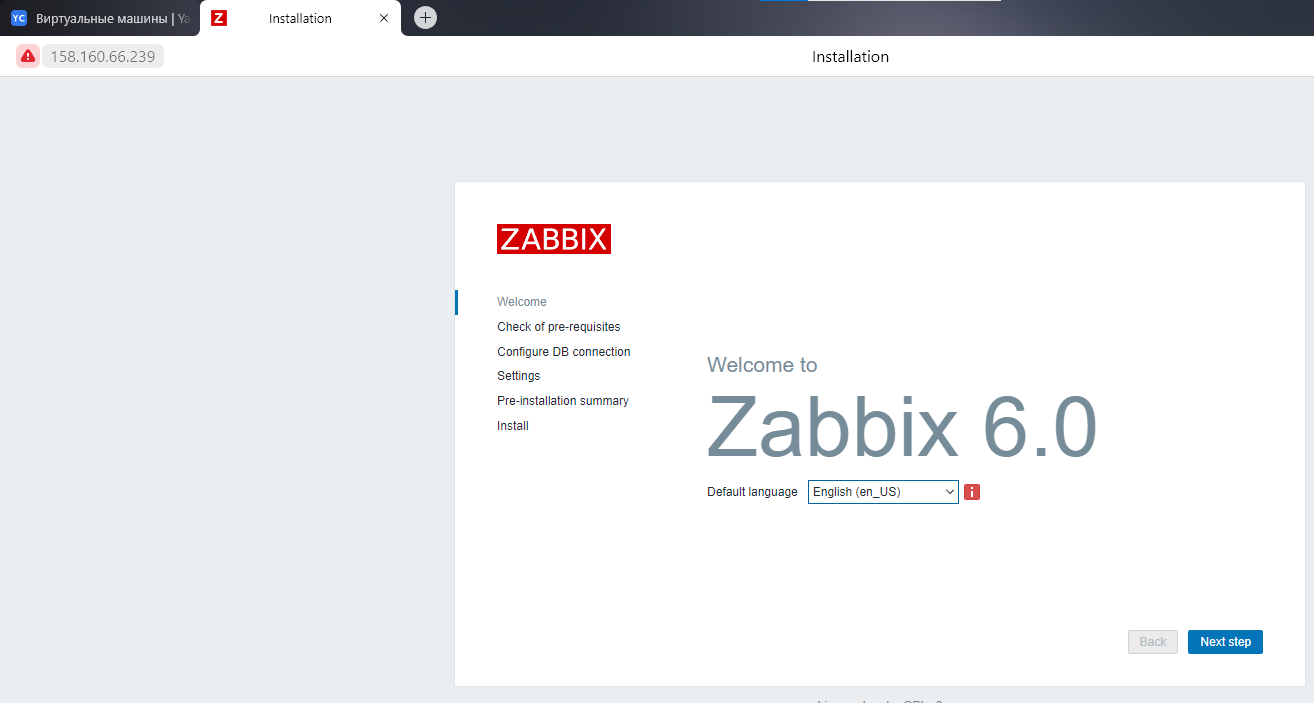 YC Виртуальные машины | Ya
Z Installation
158.160.66.239 Installation
ZABBIX
Welcome
Check of pre-requisites
Configure DB connection
Settings
Pre-installation summary
Install
Welcome to
Zabbix 6.0
Default language English (en_US) i
Back Next step